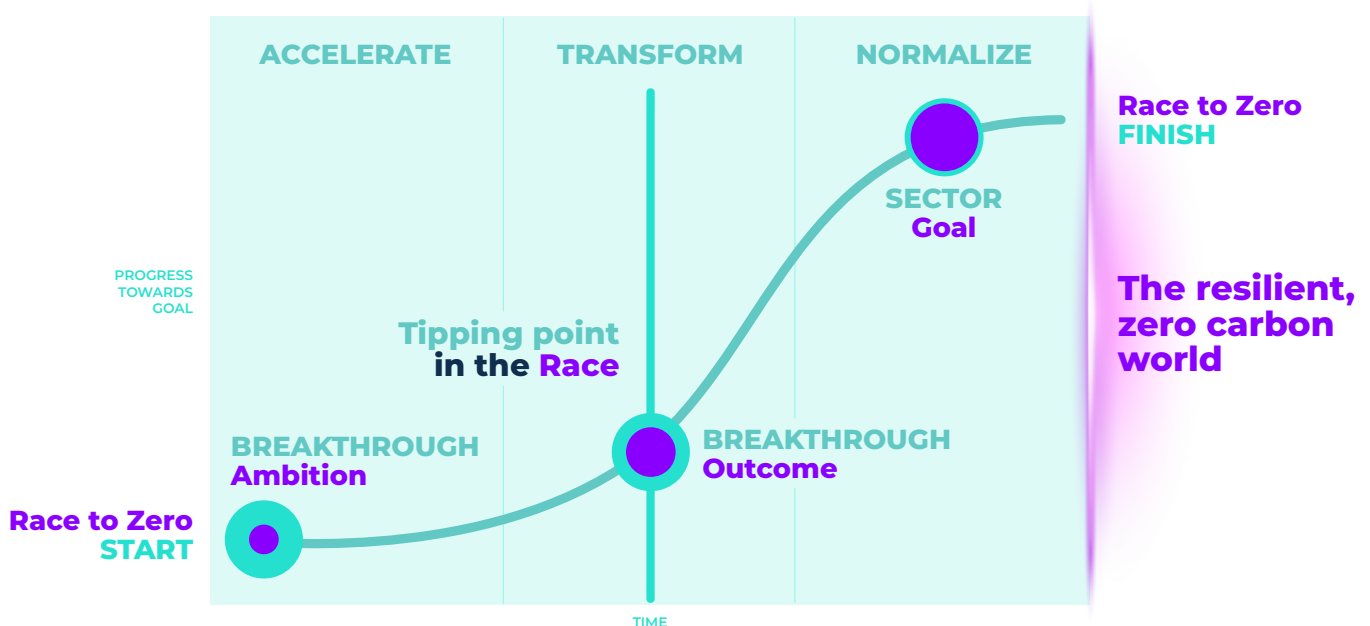 ACCELERATE
TRANSFORM
NORMALIZE
Race to Zero
FINISH
SECTOR
Goal
PROGRESS
TOWARDS
GOAL
The resilient,
zero carbon
world
Tipping point
in the Race
BREAKTHROUGH
Ambition
BREAKTHROUGH
Outcome
Race to Zero
START
TIME